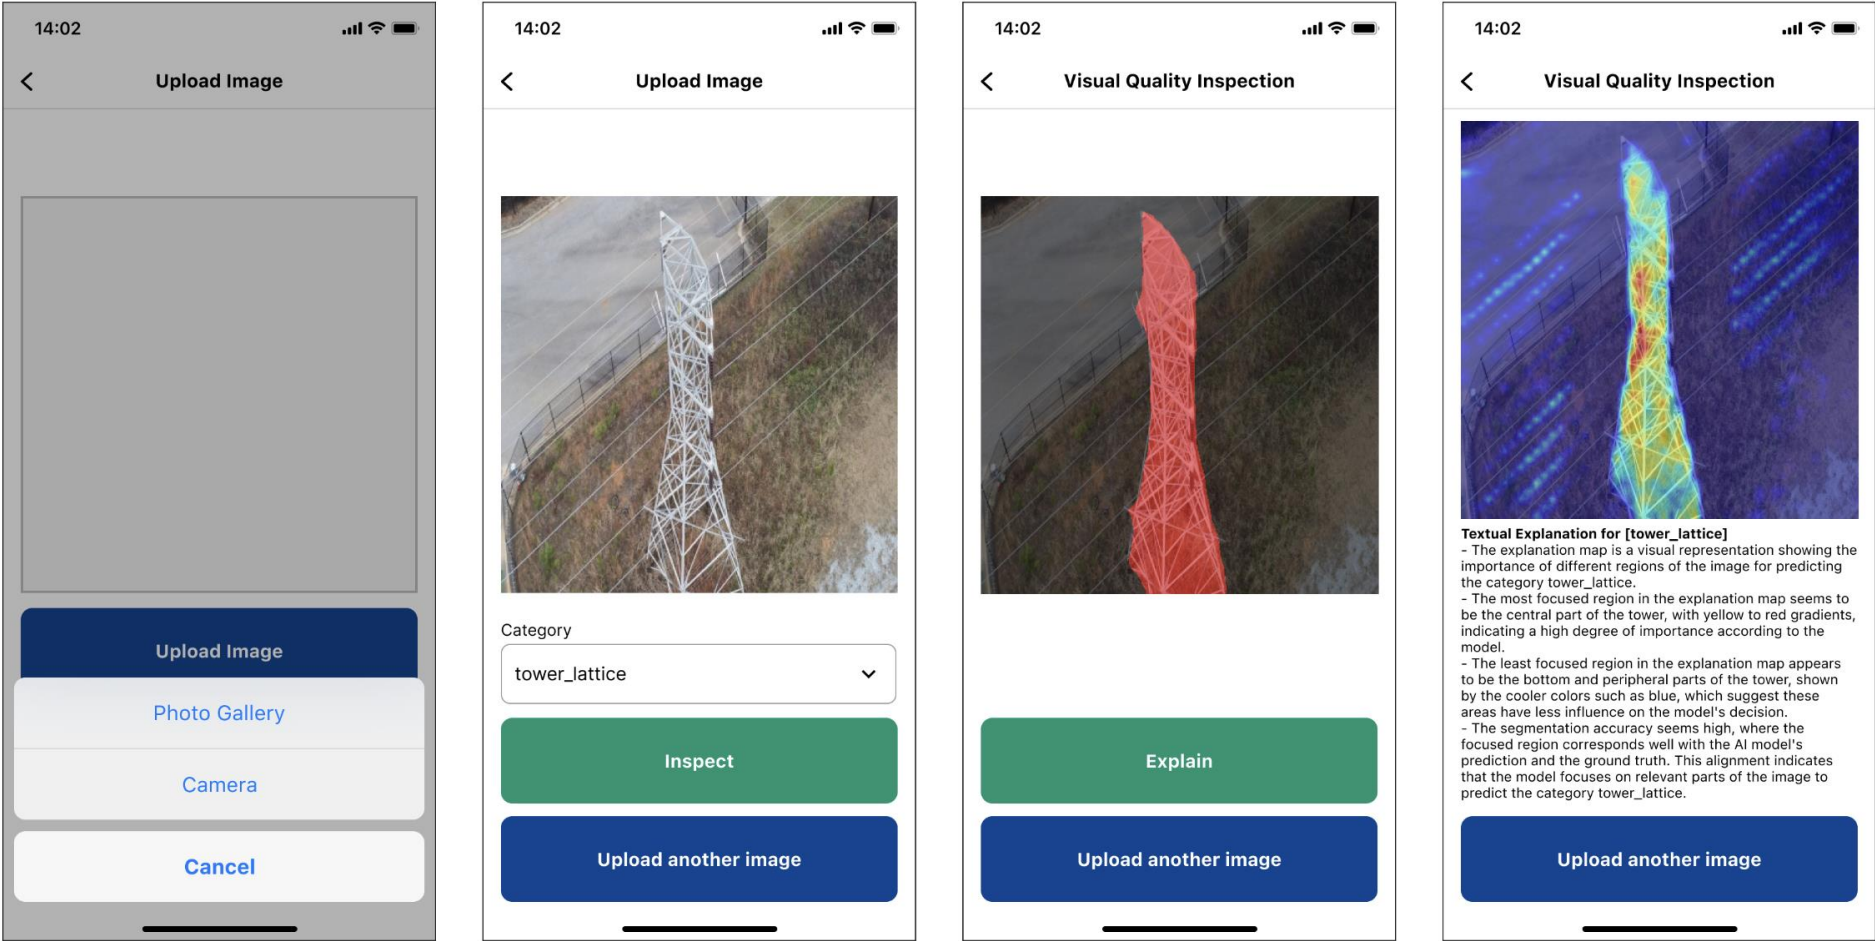 14:02
Upload Image
Upload Image
Photo Gallery
Camera
Cancel
14:02
Upload Image
Category
tower_lattice
Inspect
Upload another image
14:02
Visual Quality Inspection
Explain
Upload another image
14:02
Visual Quality Inspection
Textual Explanation for [tower_lattice]
- The explanation map is a visual representation showing the
importance of different regions of the image for predicting
the category tower_lattice.
- The most focused region in the explanation map seems to
be the central part of the tower, with yellow to red gradients,
indicating a high degree of importance according to the
model.
- The least focused region in the explanation map appears
to be the bottom and peripheral parts of the tower, shown
by the cooler colors such as blue, which suggest these
areas have less influence on the model's decision.
- The segmentation accuracy seems high, where the
focused region corresponds well with the AI model's
prediction and the ground truth. This alignment indicates
that the model focuses on relevant parts of the image to
predict the category tower_lattice.
Upload another image